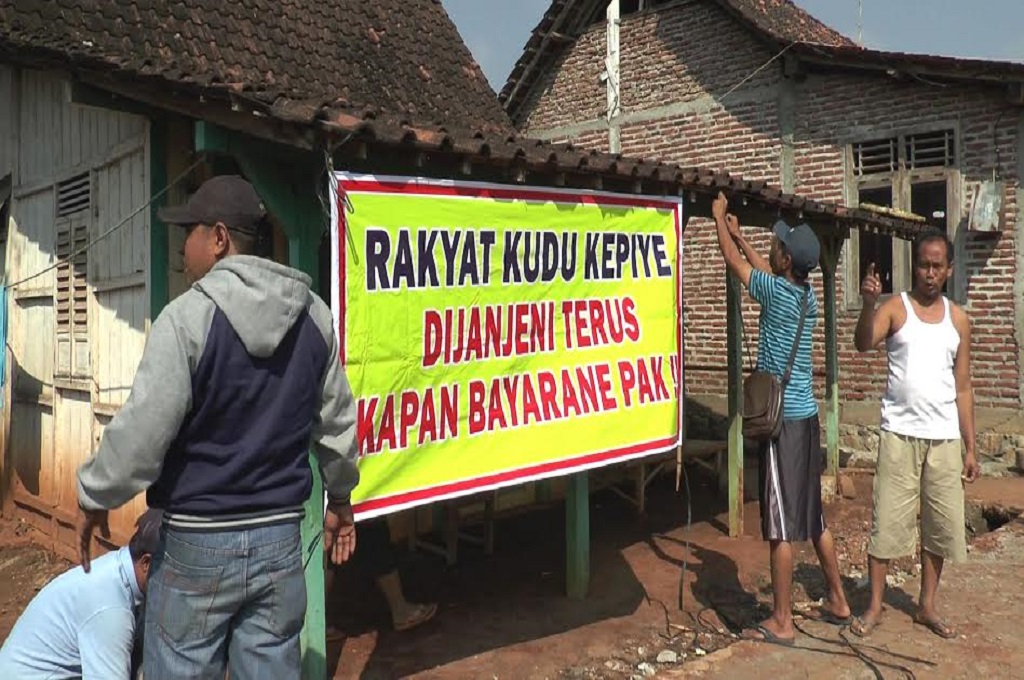 RAKYAT KUDU KEPIYE
DIJANJENI TERUS
KAPAN BAYARANE PAK !!